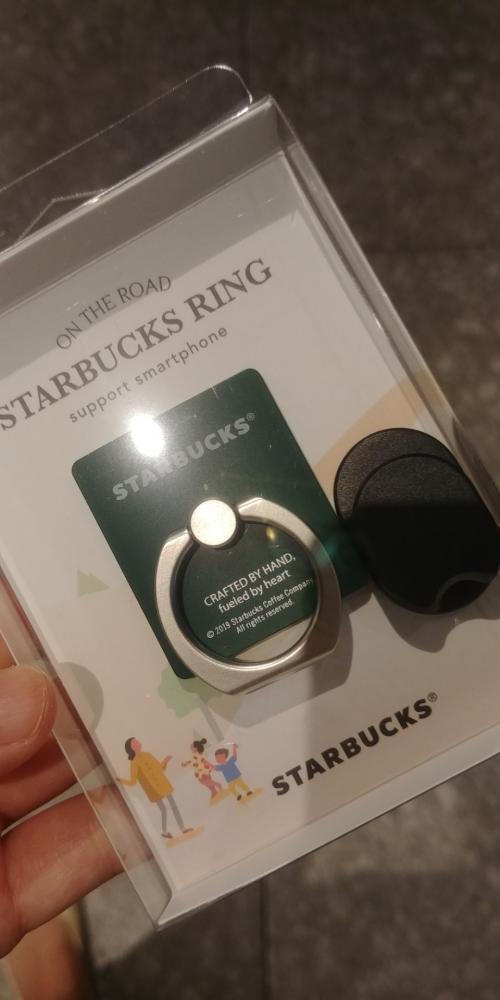 ON THE ROAD
STARBUCKS RING
support smartphone
STARBUCKS®
CRAFTED BY HAND,
fueled by heart
© 2019 Starbucks Coffee Company
All rights reserved.
STARBUCKS®